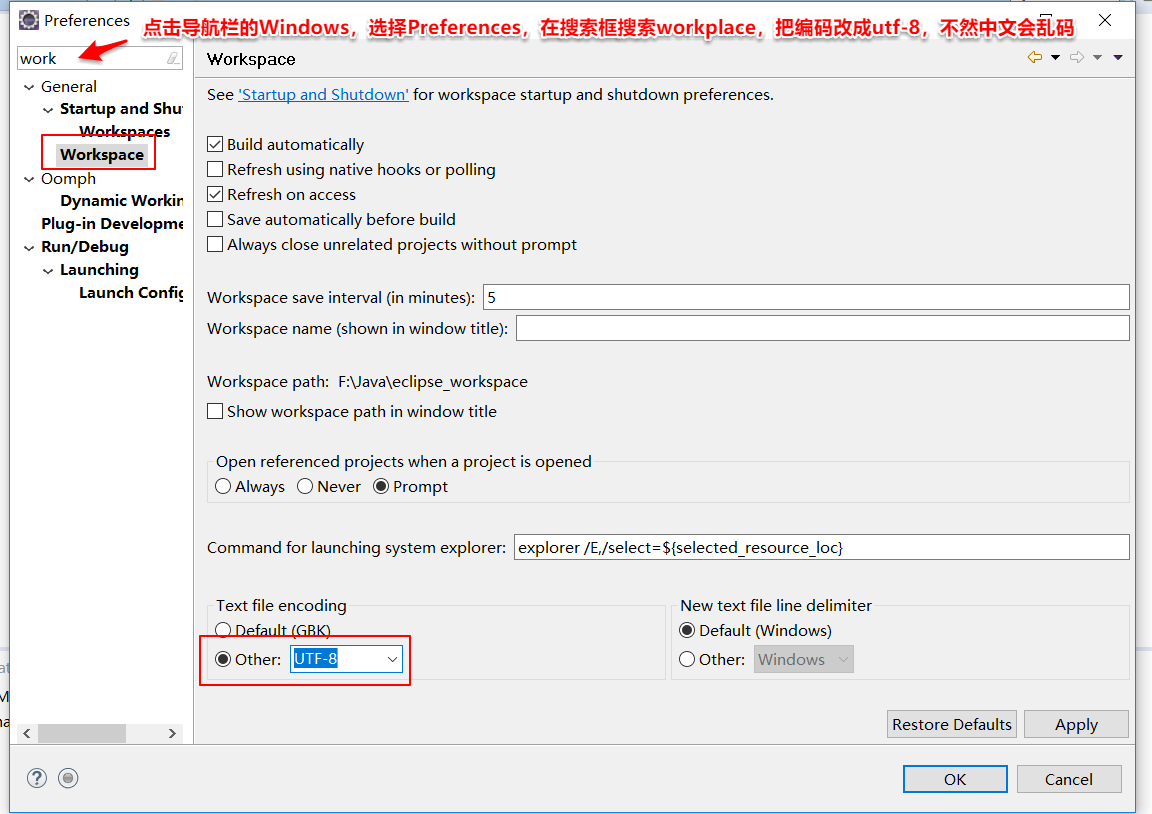 Preferences
点击导航栏的Windows，选择Preferences，在搜索框搜索workplace，把编码改成utf-8，不然中文会乱码
work
General
Startup and Shu
Workspaces
Workspace
Oomph
Dynamic Workin
Plug-in Developme
Run/Debug
Launching
Launch Config
Workspace
See 'Startup and Shutdown' for workspace startup and shutdown preferences.
Build automatically
Refresh using native hooks or polling
Refresh on access
Save automatically before build
Always close unrelated projects without prompt
Workspace save interval (in minutes): 5
Workspace name (shown in window title):
Workspace path: F:\Java\eclipse_workspace
Show workspace path in window title
Open referenced projects when a project is opened
Always Never Prompt
Command for launching system explorer: explorer /E,/select=${selected_resource_loc}
Text file encoding
Default (GBK)
Other: UTF-8
New text file line delimiter
Default (Windows)
Other: Windows
Restore Defaults Apply
OK Cancel